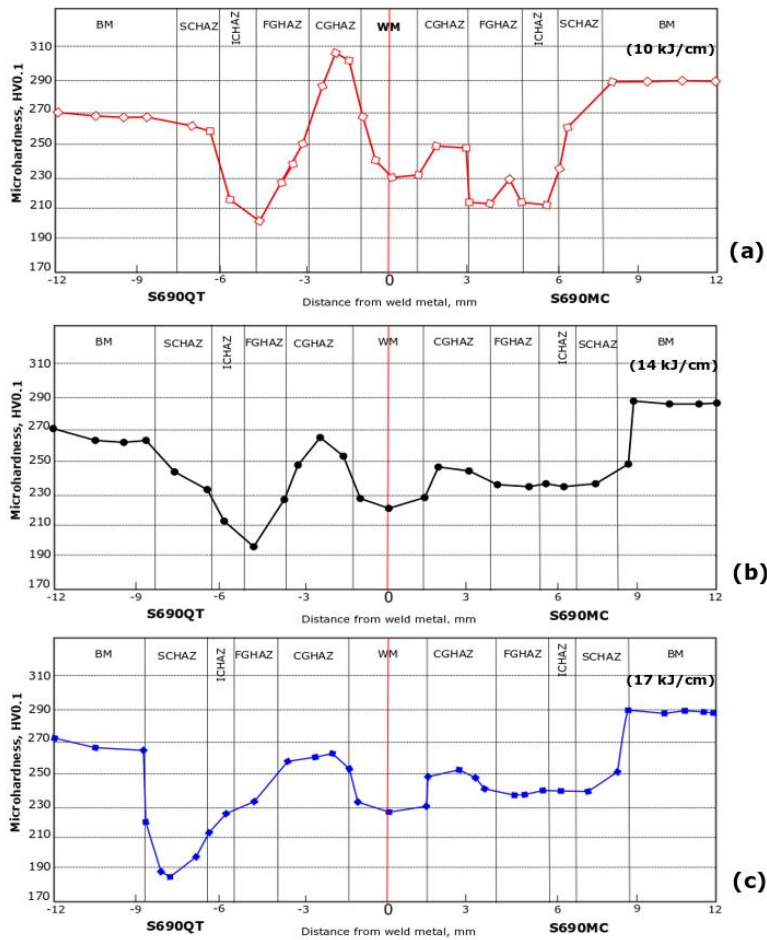 BM SCHAZ ICHAZ FGHAZ CGHAZ WM CGHAZ FGHAZ ICHAZ SCHAZ BM
(10 kJ/cm)
Microhardness, HV0.1
310
290
270
250
230
210
190
170
-12 -9 -6 -3 0 3 6 9 12
S690QT Distance from weld metal, mm S690MC
(a)
BM SCHAZ ICHAZ FGHAZ CGHAZ WM CGHAZ FGHAZ ICHAZ SCHAZ BM
(14 kJ/cm)
Microhardness, HV0.1
310
290
270
250
230
210
190
170
-12 -9 -6 -3 0 3 6 9 12
S690QT Distance from weld metal, mm S690MC
(b)
BM SCHAZ ICHAZ FGHAZ CGHAZ WM CGHAZ FGHAZ ICHAZ SCHAZ BM
(17 kJ/cm)
Microhardness, HV0.1
310
290
270
250
230
210
190
170
-12 -9 -6 -3 0 3 6 9 12
S690QT Distance from weld metal, mm S690MC
(c)